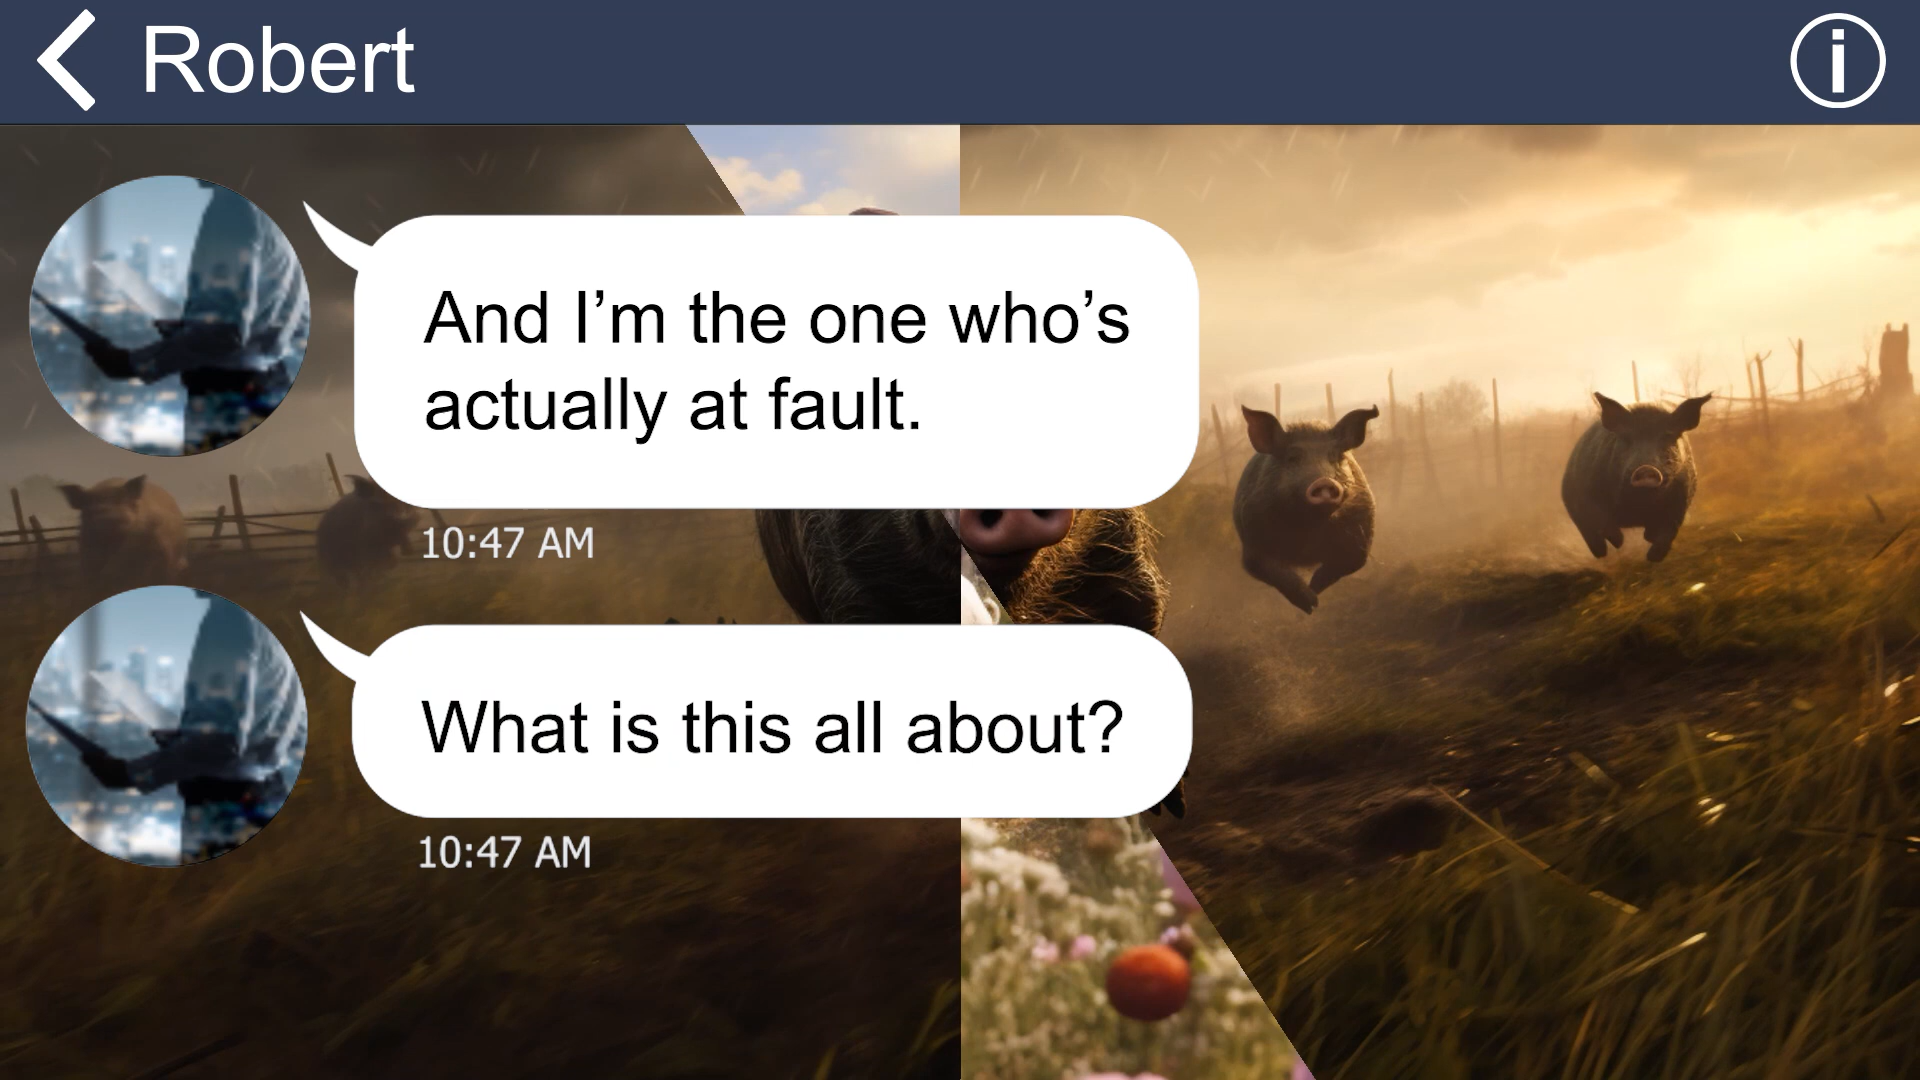 Robert
And I’m the one who’s
actually at fault.
10:47 AM
What is this all about?
10:47 AM